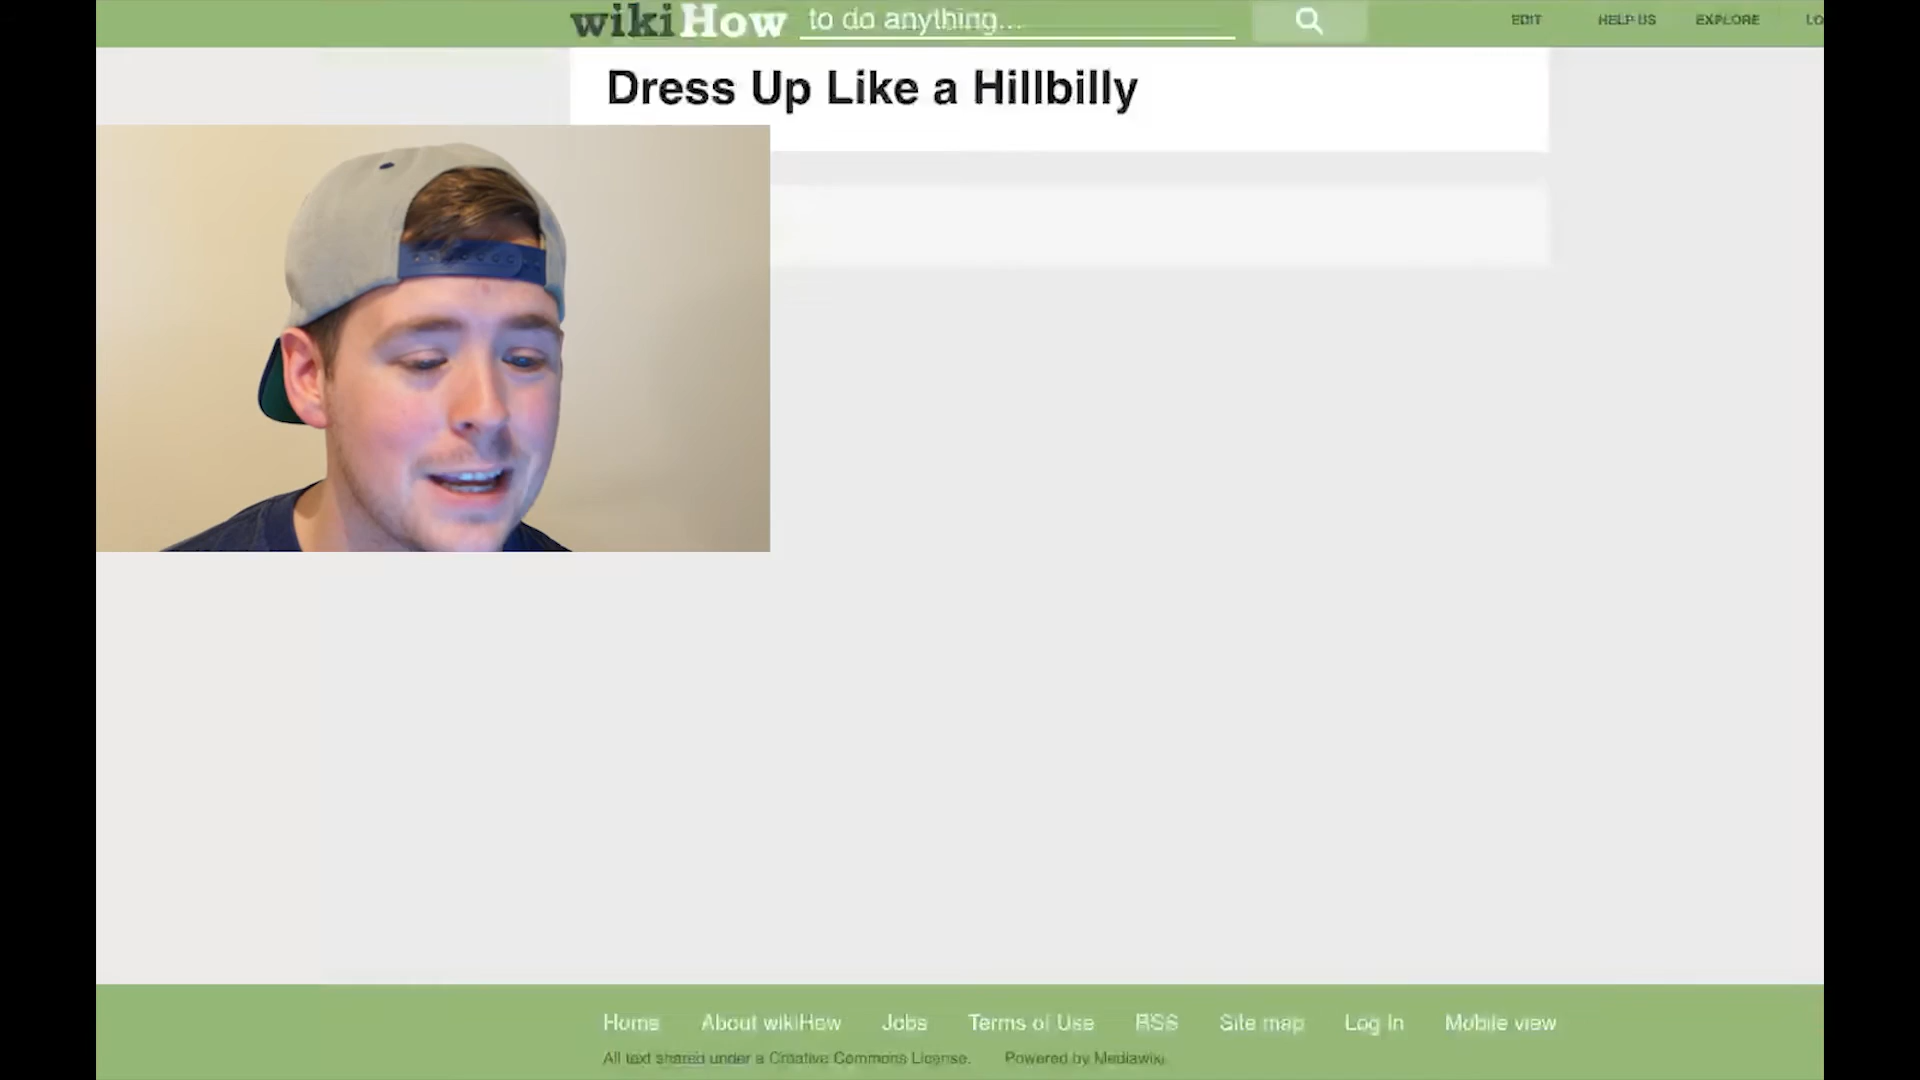 wikiHow to do anything... EDIT HELP US EXPLORE LO
Dress Up Like a Hillbilly
Home About wikiHow Jobs Terms of Use RSS Site map Log In Mobile view
All text shared under a Creative Commons License. Powered by Mediawiki.